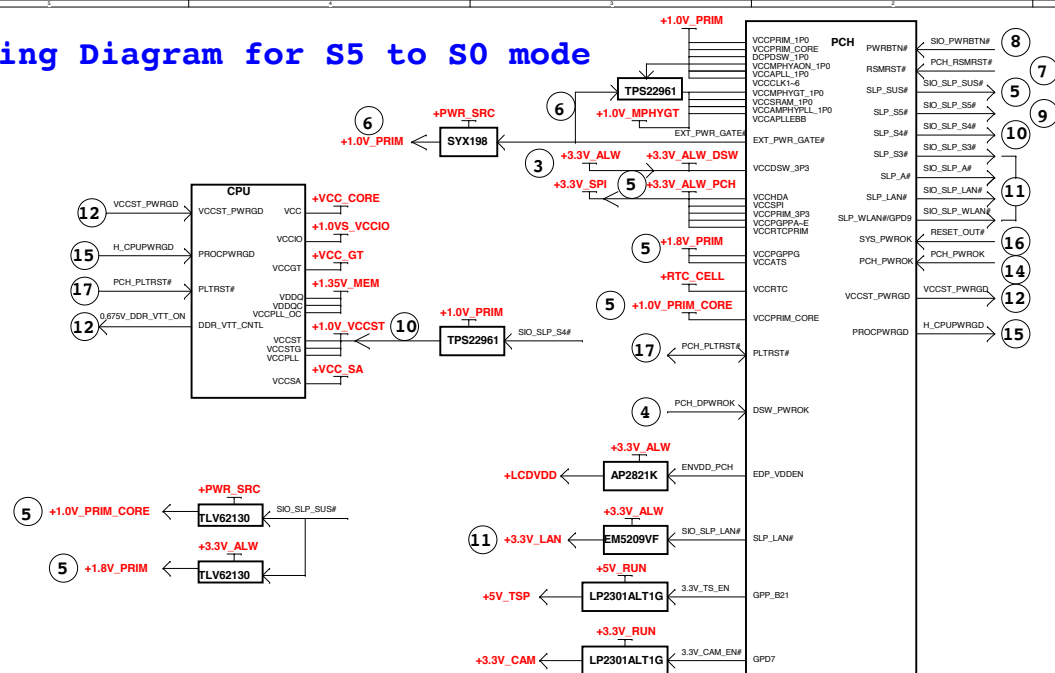 5
4
3
2
ing Diagram for S5 to S0 mode
+1.0V_PRIM
PCH
VCCPRIM_1P0
VCCPRIM_CORE
DCPDSW_1P0
VCCMPHYAON_1P0
VCCAPLL_1P0
VCCCLK1~6
VCCMPHYGT_1P0
VCCSRAM_1P0
VCCAMPHYPLL_1P0
VCCAPLLEBB
TPS22961
+1.0V_MPHYGT
6
EXT_PWR_GATE#
EXT_PWR_GATE#
6
+1.0V_PRIM
+PWR_SRC
SYX198
3
+3.3V_ALW
+3.3V_ALW_DSW
VCCDSW_3P3
+3.3V_SPI
5
+3.3V_ALW_PCH
VCCHDA
VCCSPI
VCCPRIM_3P3
VCCPGPPA~E
VCCRTCPRIM
5
+1.8V_PRIM
VCCPGPPG
VCCATS
+RTC_CELL
VCCRTC
5
+1.0V_PRIM_CORE
VCCPRIM_CORE
17
PCH_PLTRST#
PLTRST#
4
PCH_DPWROK
DSW_PWROK
PWRBTN#
SIO_PWRBTN#
8
RSMRST#
PCH_RSMRST#
7
SLP_SUS#
SIO_SLP_SUS#
5
SLP_S5#
SIO_SLP_S5#
9
SLP_S4#
SIO_SLP_S4#
10
SLP_S3#
SIO_SLP_S3#
SLP_A#
SIO_SLP_A#
11
SLP_LAN#
SIO_SLP_LAN#
SLP_WLAN#/GPD9
SIO_SLP_WLAN#
SYS_PWROK
RESET_OUT#
16
PCH_PWROK
PCH_PWROK
14
VCCST_PWRGD
VCCST_PWRGD
12
PROCPWRGD
H_CPUPWRGD
15
CPU
12
VCCST_PWRGD
VCCST_PWRGD
15
H_CPUPWRGD
PROCPWRGD
17
PCH_PLTRST#
PLTRST#
12
0.675V_DDR_VTT_ON
DDR_VTT_CNTL
VCC
+VCC_CORE
VCCIO
+1.0VS_VCCIO
VCCGT
+VCC_GT
VDDQ
VDDQC
VCCPLL_OC
+1.35V_MEM
VCCST
VCCSTG
VCCPLL
+1.0V_VCCST
VCCSA
+VCC_SA
10
+1.0V_PRIM
TPS22961
SIO_SLP_S4#
+LCDVDD
+3.3V_ALW
AP2821K
ENVDD_PCH
EDP_VDDEN
11
+3.3V_LAN
+3.3V_ALW
EM5209VF
SIO_SLP_LAN#
SLP_LAN#
+5V_TSP
+5V_RUN
LP2301ALT1G
3.3V_TS_EN
GPP_B21
+3.3V_CAM
+3.3V_RUN
LP2301ALT1G
3.3V_CAM_EN#
GPD7
5
+1.0V_PRIM_CORE
+PWR_SRC
TLV62130
SIO_SLP_SUS#
5
+1.8V_PRIM
+3.3V_ALW
TLV62130